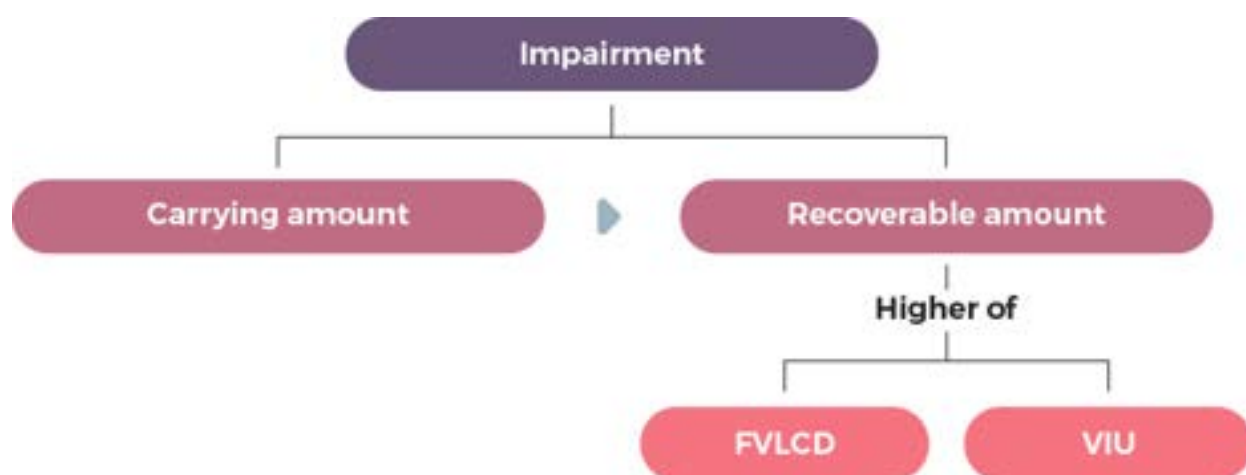 Impairment
Carrying amount
Recoverable amount
Higher of
FVLCD
VIU